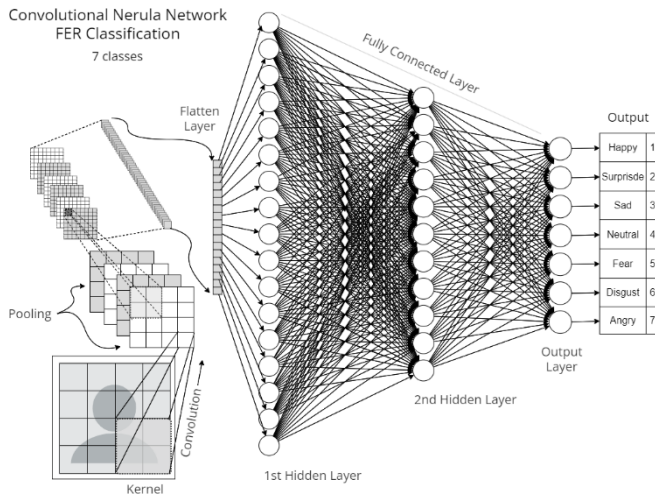 Convolutional Nerula Network
FER Classification
7 classes
Fully Connected Layer
Flatten
Layer
Output
Happy 1
Surprisde 2
Sad 3
Neutral 4
Fear 5
Disgust 6
Angry 7
Pooling
Convolution
Kernel
1st Hidden Layer
2nd Hidden Layer
Output
Layer